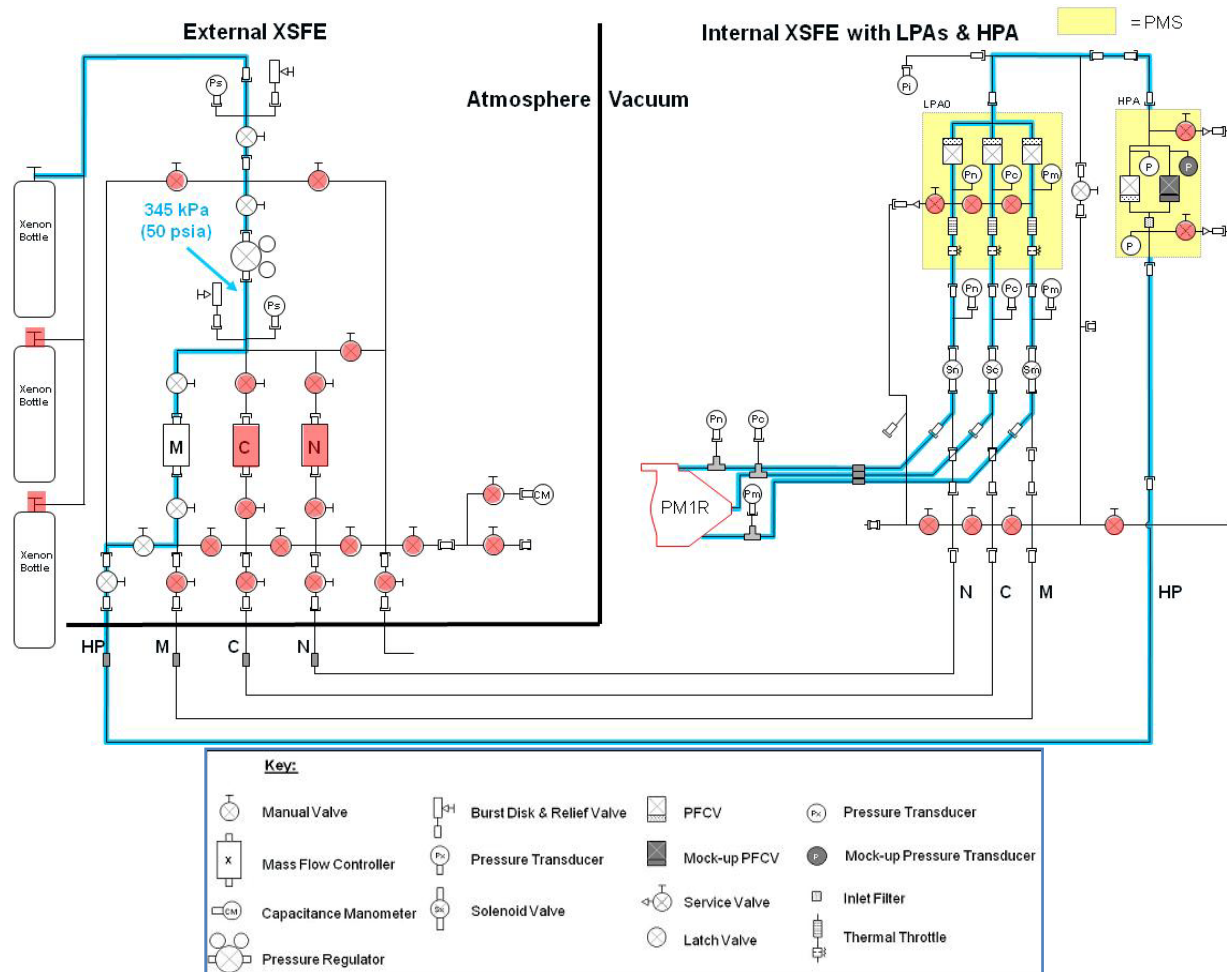 External XSFE
Internal XSFE with LPAs & HPA
= PMS
Atmosphere
Vacuum
Ps
Pi
LPA0
HPA
345 kPa
(50 psia)
Xenon
Bottle
Xenon
Bottle
Xenon
Bottle
Ps
Pn
Pc
Pm
P
P
P
Pn
Pc
Pm
Sn
Sc
Sm
M
C
N
CM
Pn
Pc
Pm
PM1R
HP
M
C
N
N
C
M
HP
Key:
Manual Valve
X
Mass Flow Controller
CM
Capacitance Manometer
Pressure Regulator
Burst Disk & Relief Valve
Px
Pressure Transducer
Sx
Solenoid Valve
PFCV
Mock-up PFCV
Service Valve
Latch Valve
Px
Pressure Transducer
P
Mock-up Pressure Transducer
Inlet Filter
Thermal Throttle